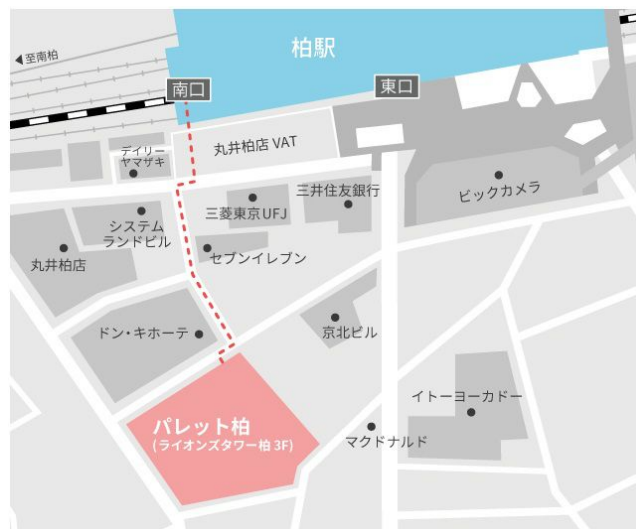 柏駅
至南柏
南口
東口
丸井柏店 VAT
デイリー
ヤマザキ
三井住友銀行
ビックカメラ
三菱東京UFJ
システム
ランドビル
丸井柏店
セブンイレブン
ドン・キホーテ
京北ビル
イトーヨーカドー
パレット柏
(ライオンズタワー柏 3F)
マクドナルド